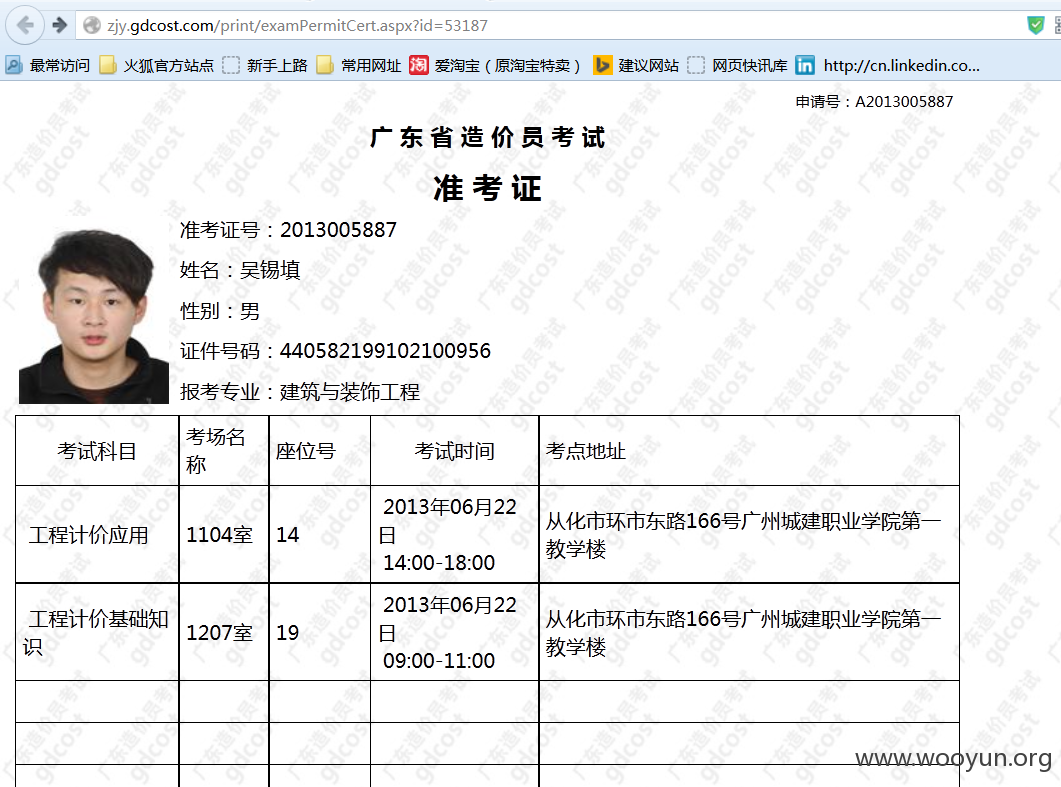 zjy.gdcost.com/print/examPermitCert.aspx?id=53187
最常访问 火狐官方站点 新手上路 常用网址 淘 爱淘宝（原淘宝特卖） 建议网站 网页快讯库 in http://cn.linkedin.co...
申请号：A2013005887
广东省造价员考试
准考证
准考证号：2013005887
姓名：吴锡填
性别：男
证件号码：440582199102100956
报考专业：建筑与装饰工程
考试科目 考场名称 座位号 考试时间 考点地址
工程计价应用 1104室 14 2013年06月22日 14:00-18:00 从化市环市东路166号广州城建职业学院第一教学楼
工程计价基础知识 1207室 19 2013年06月22日 09:00-11:00 从化市环市东路166号广州城建职业学院第一教学楼
广东造价员考试
gdcost
www.wooyun.org